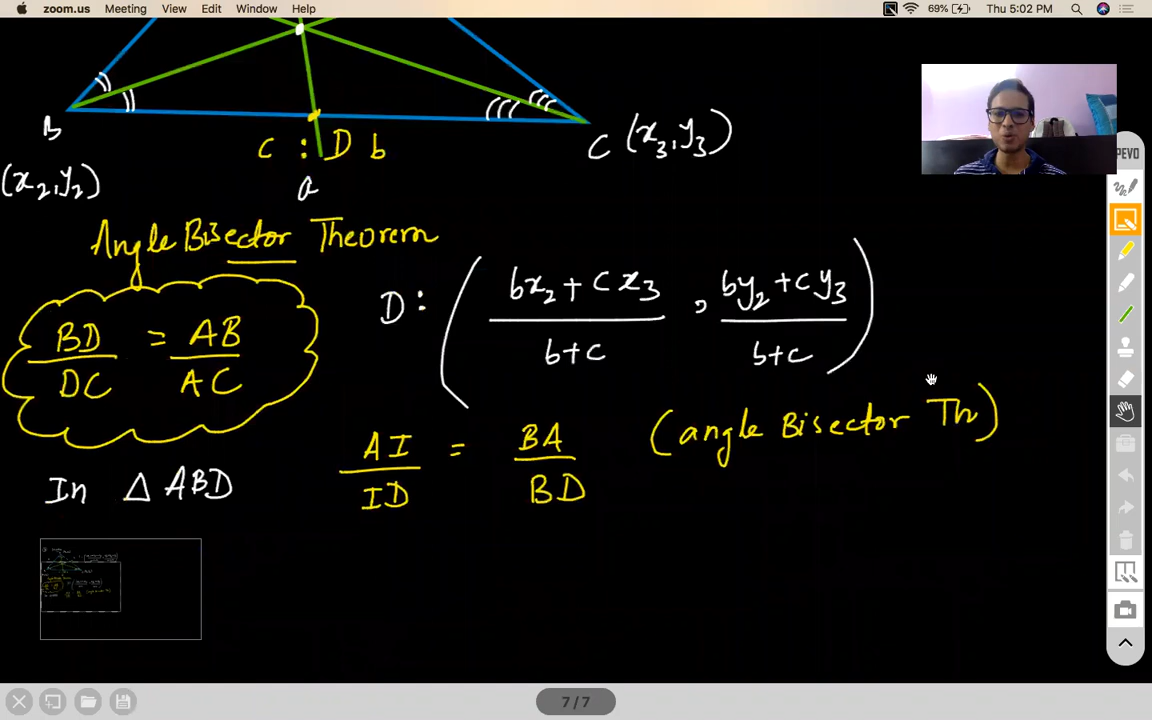 zoom.us Meeting View Edit Window Help 69% Thu 5:02 PM
B
C (x₃,y₃)
c : D b
(x₂,y₂)
a
Angle Bisector Theorem
D: ( bx₂+cx₃ / b+c , by₂+cy₃ / b+c )
BD / DC = AB / AC
AI / ID = BA / BD (angle Bisector Th)
In △ ABD
IPEVO
7/7